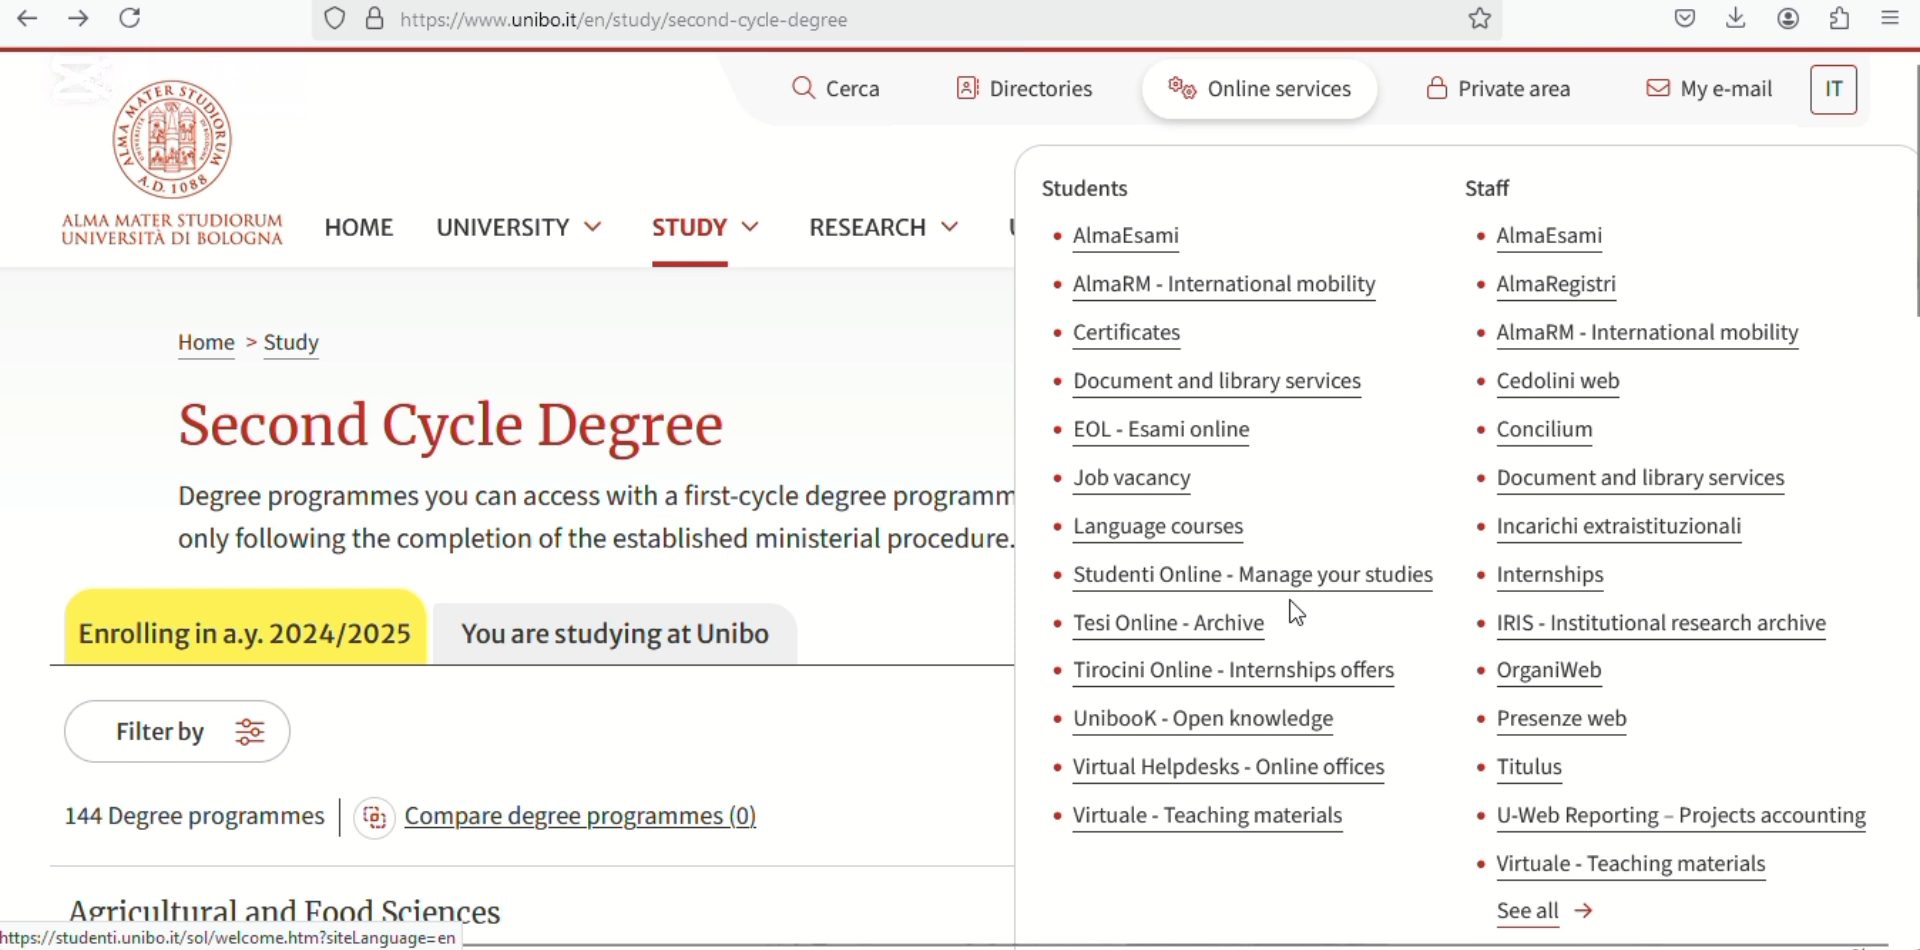 https://www.unibo.it/en/study/second-cycle-degree
Cerca
Directories
Online services
Private area
My e-mail
IT
ALMA MATER STUDIORUM
A.D. 1088
ALMA MATER STUDIORUM
UNIVERSITÀ DI BOLOGNA
HOME
UNIVERSITY
STUDY
RESEARCH
Home > Study
Second Cycle Degree
Degree programmes you can access with a first-cycle degree programm
only following the completion of the established ministerial procedure.
Enrolling in a.y. 2024/2025
You are studying at Unibo
Filter by
144 Degree programmes
Compare degree programmes (0)
Agricultural and Food Sciences
Students
• AlmaEsami
• AlmaRM - International mobility
• Certificates
• Document and library services
• EOL - Esami online
• Job vacancy
• Language courses
• Studenti Online - Manage your studies
• Tesi Online - Archive
• Tirocini Online - Internships offers
• UnibooK - Open knowledge
• Virtual Helpdesks - Online offices
• Virtuale - Teaching materials
Staff
• AlmaEsami
• AlmaRegistri
• AlmaRM - International mobility
• Cedolini web
• Concilium
• Document and library services
• Incarichi extraistituzionali
• Internships
• IRIS - Institutional research archive
• OrganiWeb
• Presenze web
• Titulus
• U-Web Reporting – Projects accounting
• Virtuale - Teaching materials
See all →
https://studenti.unibo.it/sol/welcome.htm?siteLanguage=en